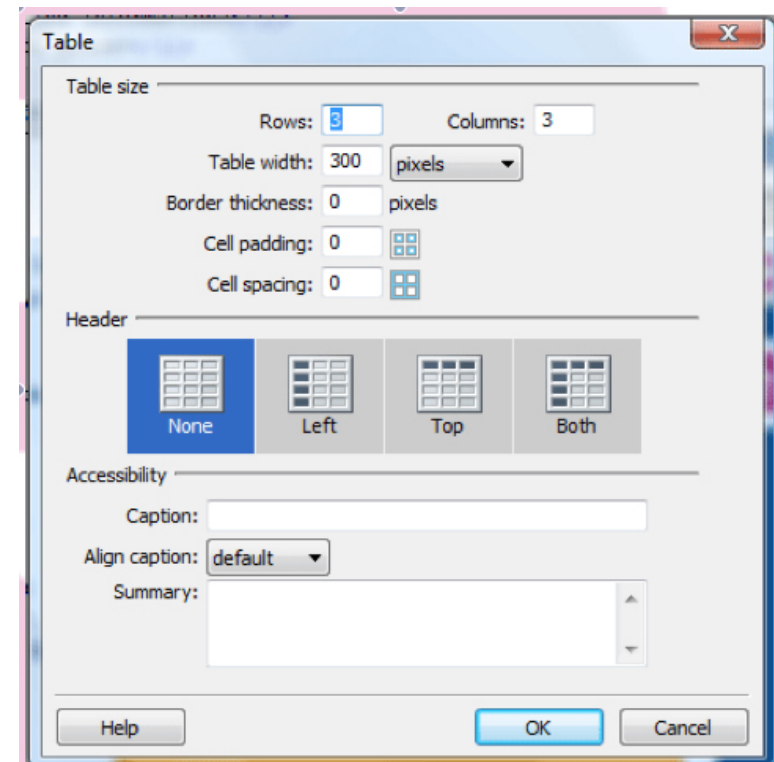 Table
X
Table size
Rows: 3 Columns: 3
Table width: 300 pixels
Border thickness: 0 pixels
Cell padding: 0
Cell spacing: 0
Header
None Left Top Both
Accessibility
Caption:
Align caption: default
Summary:
Help OK Cancel